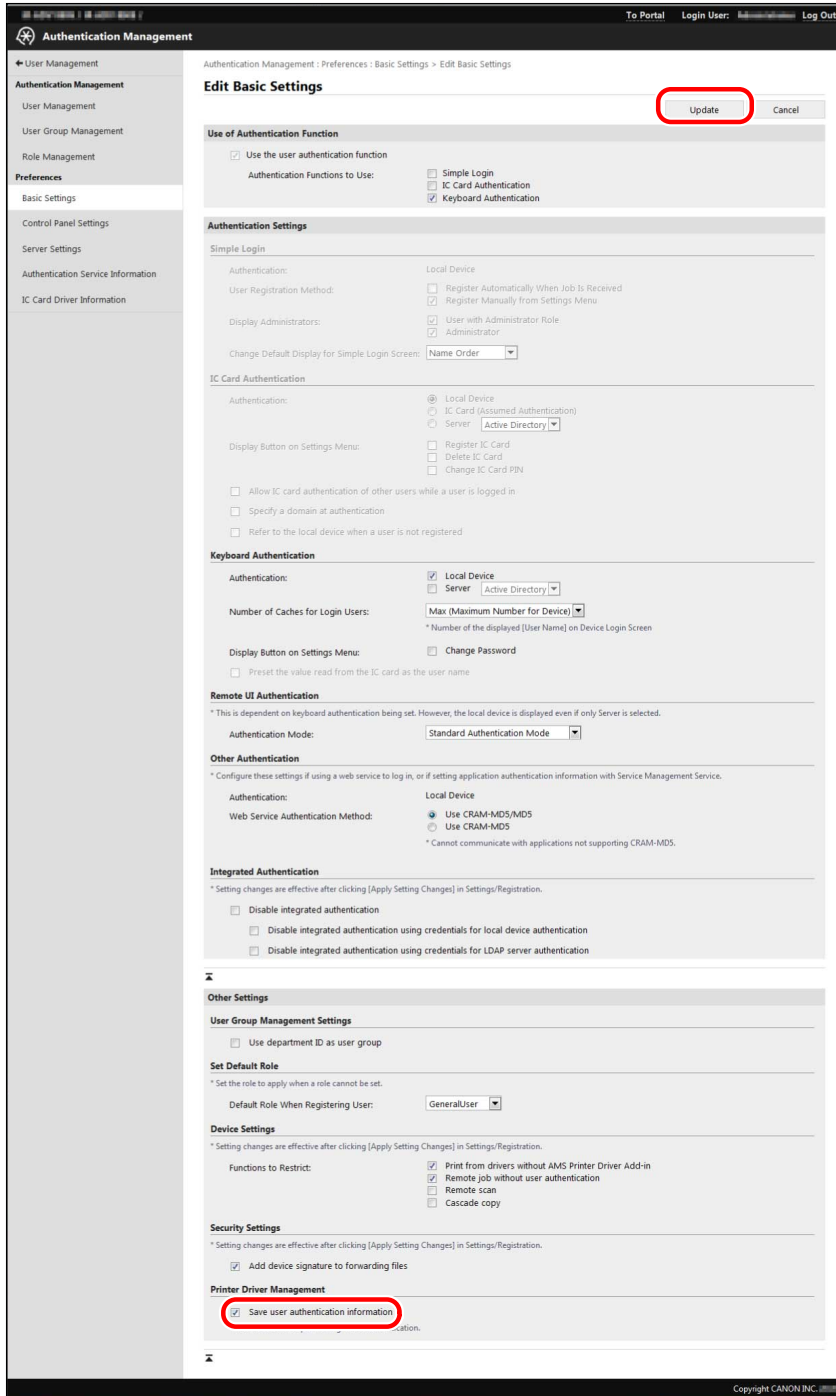 To Portal Login User: Log Out
Authentication Management
User Management
Authentication Management
User Management
User Group Management
Role Management
Preferences
Basic Settings
Control Panel Settings
Server Settings
Authentication Service Information
IC Card Driver Information
Authentication Management : Preferences : Basic Settings > Edit Basic Settings
Edit Basic Settings
Update Cancel
Use of Authentication Function
Use the user authentication function
Authentication Functions to Use: Simple Login
IC Card Authentication
Keyboard Authentication
Authentication Settings
Simple Login
Authentication: Local Device
User Registration Method: Register Automatically When Job Is Received
Register Manually from Settings Menu
Display Administrators: User with Administrator Role
Administrator
Change Default Display for Simple Login Screen: Name Order
IC Card Authentication
Authentication: Local Device
IC Card (Assumed Authentication)
Server Active Directory
Display Button on Settings Menu: Register IC Card
Delete IC Card
Change IC Card PIN
Allow IC card authentication of other users while a user is logged in
Specify a domain at authentication
Refer to the local device when a user is not registered
Keyboard Authentication
Authentication: Local Device
Server Active Directory
Number of Caches for Login Users: Max (Maximum Number for Device)
* Number of the displayed [User Name] on Device Login Screen
Display Button on Settings Menu: Change Password
Preset the value read from the IC card as the user name
Remote UI Authentication
* This is dependent on keyboard authentication being set. However, the local device is displayed even if only Server is selected.
Authentication Mode: Standard Authentication Mode
Other Authentication
* Configure these settings if using a web service to log in, or if setting application authentication information with Service Management Service.
Authentication: Local Device
Web Service Authentication Method: Use CRAM-MD5/MD5
Use CRAM-MD5
* Cannot communicate with applications not supporting CRAM-MD5.
Integrated Authentication
* Setting changes are effective after clicking [Apply Setting Changes] in Settings/Registration.
Disable integrated authentication
Disable integrated authentication using credentials for local device authentication
Disable integrated authentication using credentials for LDAP server authentication
Other Settings
User Group Management Settings
Use department ID as user group
Set Default Role
* Set the role to apply when a role cannot be set.
Default Role When Registering User: GeneralUser
Device Settings
* Setting changes are effective after clicking [Apply Setting Changes] in Settings/Registration.
Functions to Restrict: Print from drivers without AMS Printer Driver Add-in
Remote job without user authentication
Remote scan
Cascade copy
Security Settings
* Setting changes are effective after clicking [Apply Setting Changes] in Settings/Registration.
Add device signature to forwarding files
Printer Driver Management
Save user authentication information
Copyright CANON INC.